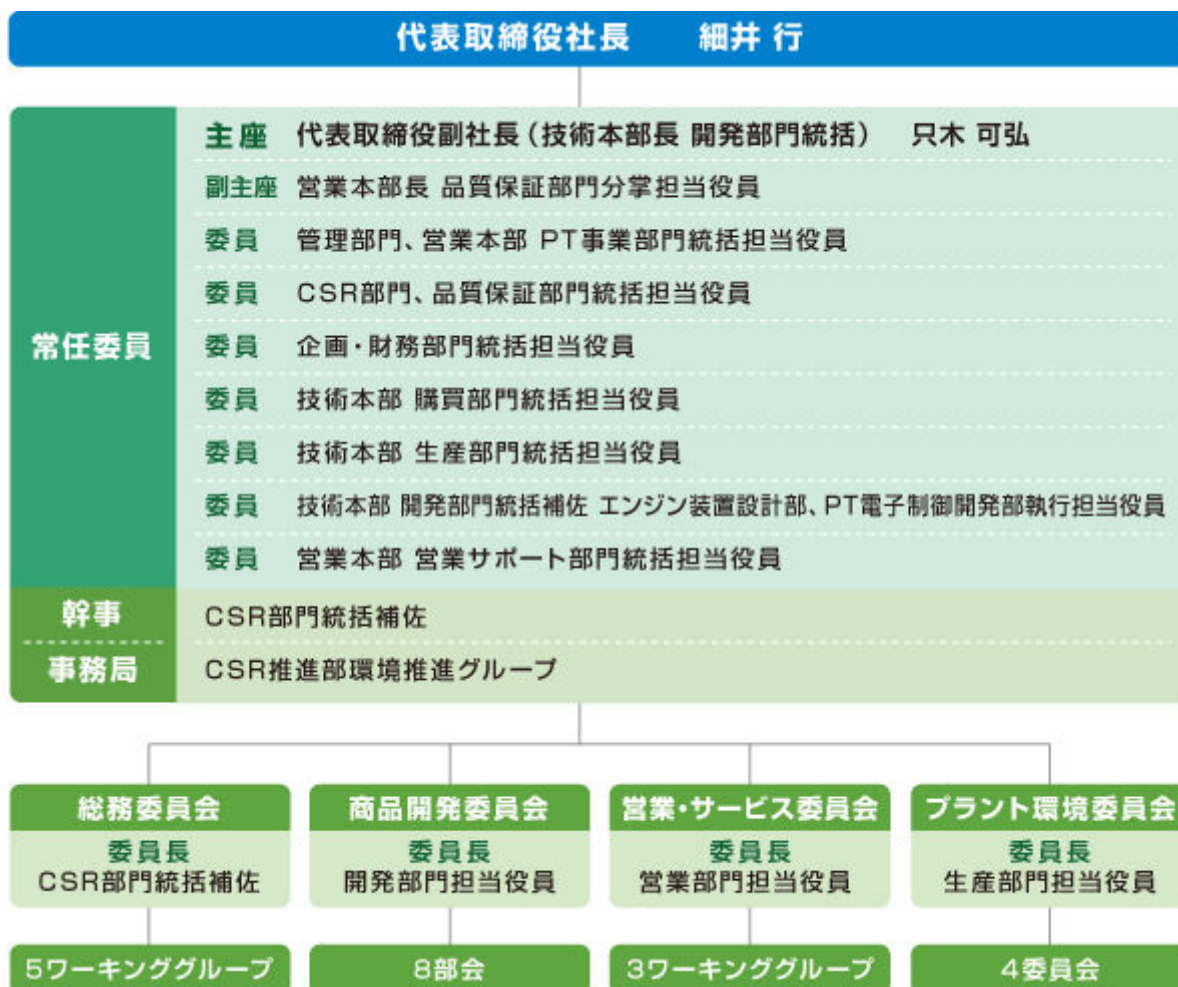 代表取締役社長 細井 行
常任委員
主座 代表取締役副社長（技術本部長 開発部門統括） 只木 可弘
副主座 営業本部長 品質保証部門分掌担当役員
委員 管理部門、営業本部 PT事業部門統括担当役員
委員 CSR部門、品質保証部門統括担当役員
委員 企画・財務部門統括担当役員
委員 技術本部 購買部門統括担当役員
委員 技術本部 生産部門統括担当役員
委員 技術本部 開発部門統括補佐 エンジン装置設計部、PT電子制御開発部執行担当役員
委員 営業本部 営業サポート部門統括担当役員
幹事 CSR部門統括補佐
事務局 CSR推進部環境推進グループ
総務委員会
委員長
CSR部門統括補佐
5ワーキンググループ
商品開発委員会
委員長
開発部門担当役員
8部会
営業・サービス委員会
委員長
営業部門担当役員
3ワーキンググループ
プラント環境委員会
委員長
生産部門担当役員
4委員会